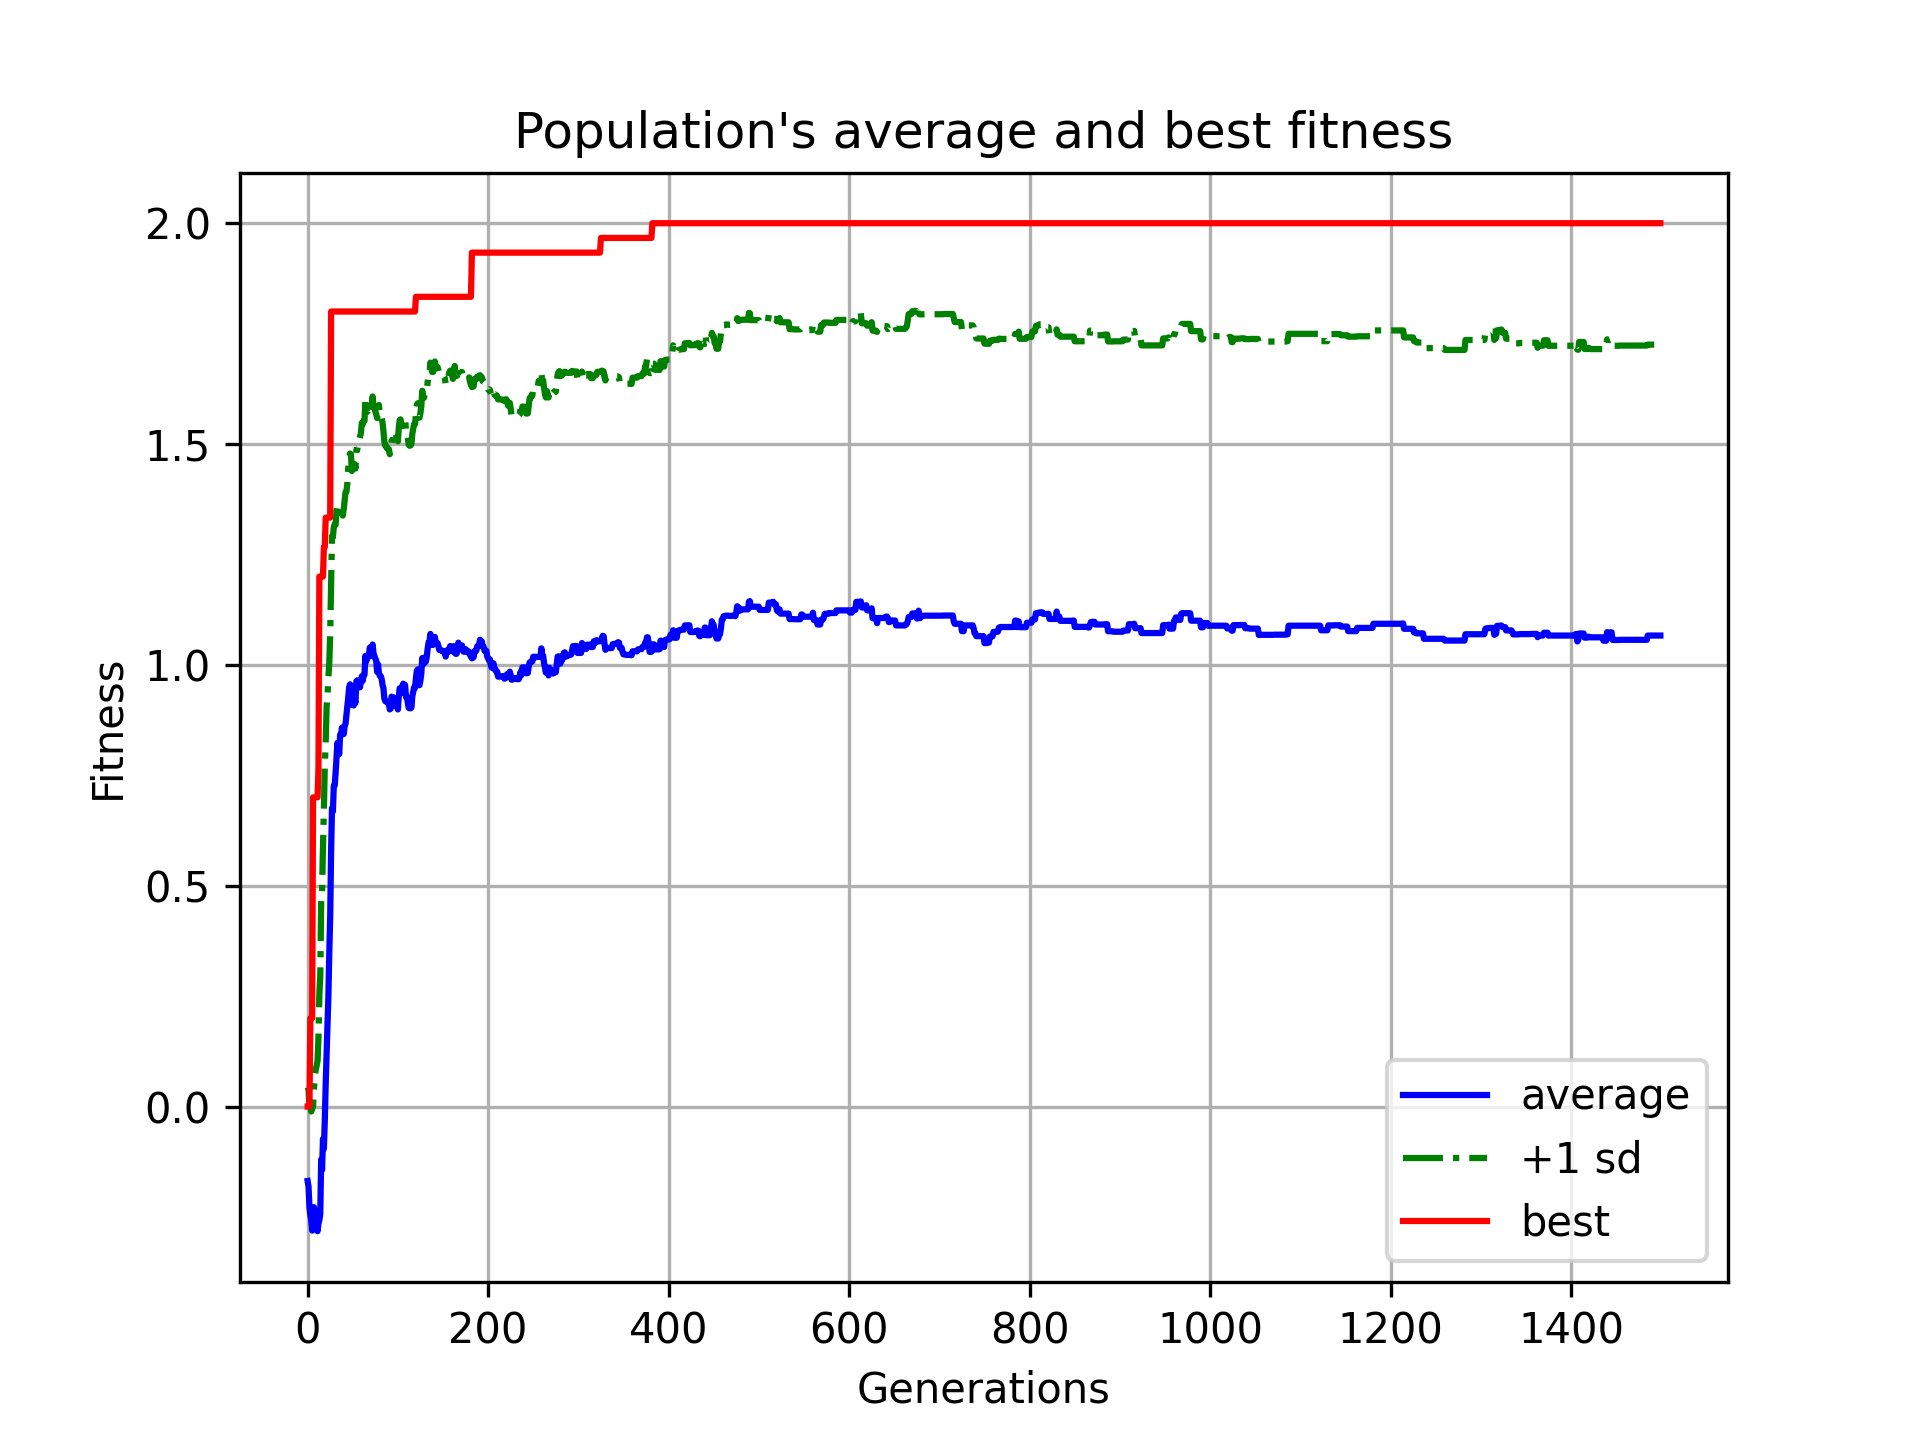 Population's average and best fitness
2.0
1.5
1.0
0.5
0.0
Fitness
0 200 400 600 800 1000 1200 1400
Generations
average
+1 sd
best